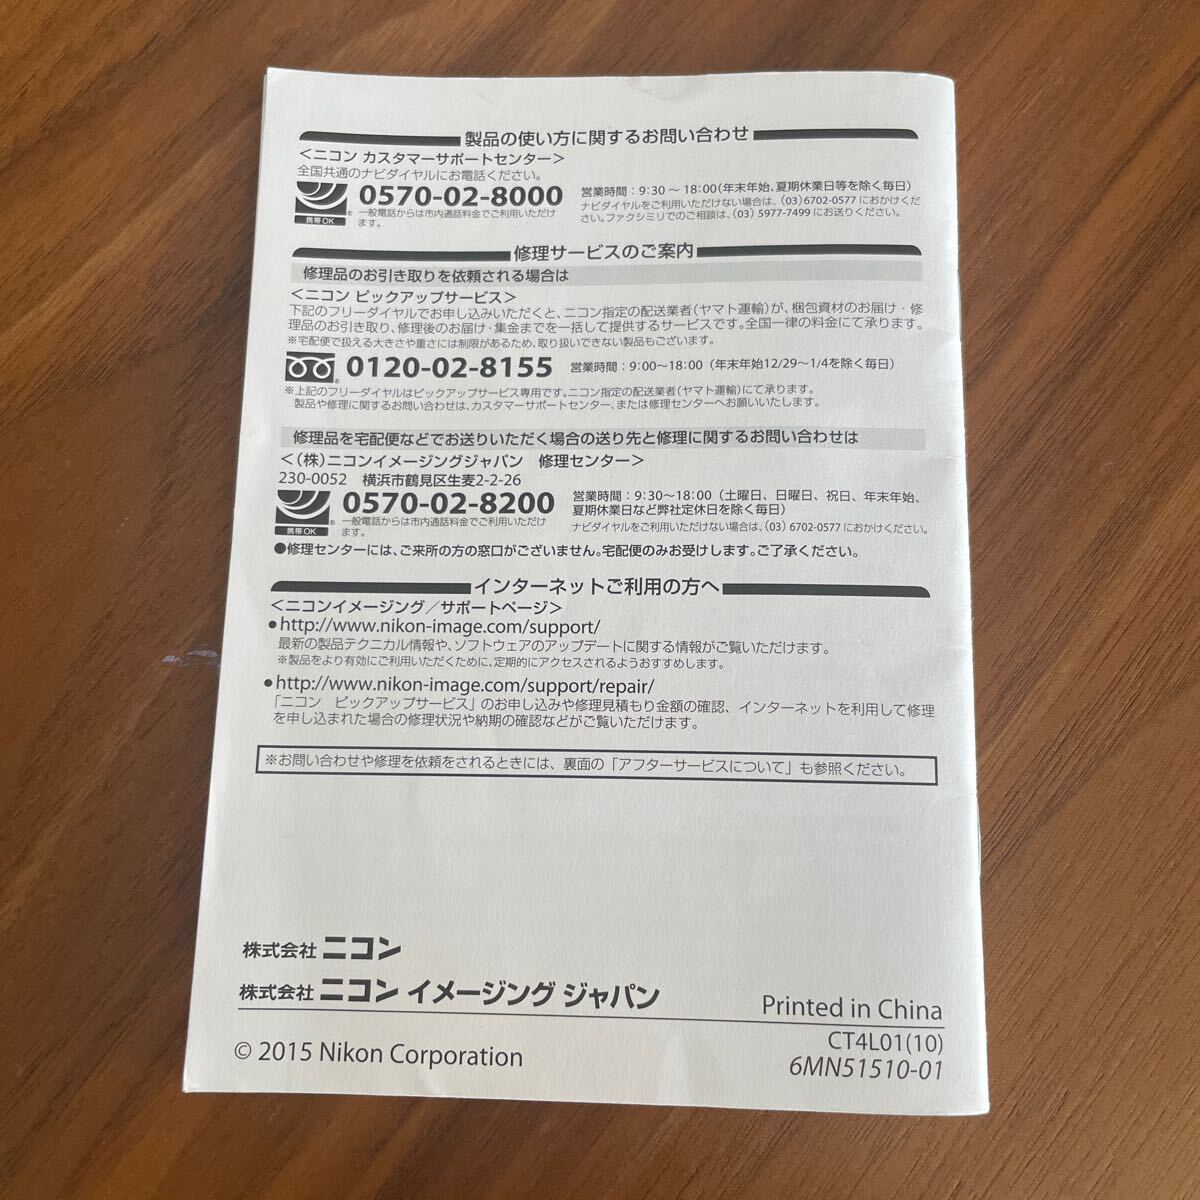 製品の使い方に関するお問い合わせ
＜ニコン カスタマーサポートセンター＞
全国共通のナビダイヤルにお電話ください。
携帯OK
0570-02-8000
一般電話からは市内通話料金でご利用いただけ
ます。
営業時間：9:30 ～ 18:00（年末年始、夏期休業日等を除く毎日）
ナビダイヤルをご利用いただけない場合は、（03）6702-0577 におかけくだ
さい。ファクシミリでのご相談は、（03）5977-7499 にお送りください。
修理サービスのご案内
修理品のお引き取りを依頼される場合は
＜ニコン ピックアップサービス＞
下記のフリーダイヤルでお申し込みいただくと、ニコン指定の配送業者（ヤマト運輸）が、梱包資材のお届け・修
理品のお引き取り、修理後のお届け・集金までを一括して提供するサービスです。全国一律の料金にて承ります。
※宅配便で扱える大きさや重さには制限があるため、取り扱いできない製品もございます。
0120-02-8155
営業時間：9:00～18:00（年末年始12/29～1/4を除く毎日）
※上記のフリーダイヤルはピックアップサービス専用です。ニコン指定の配送業者（ヤマト運輸）にて承ります。
製品や修理に関するお問い合わせは、カスタマーサポートセンター、または修理センターへお願いいたします。
修理品を宅配便などでお送りいただく場合の送り先と修理に関するお問い合わせは
＜（株）ニコンイメージングジャパン　修理センター＞
230-0052　横浜市鶴見区生麦2-2-26
携帯OK
0570-02-8200
一般電話からは市内通話料金でご利用いただけ
ます。
営業時間：9:30～18:00（土曜日、日曜日、祝日、年末年始、
夏期休業日など弊社定休日を除く毎日）
ナビダイヤルをご利用いただけない場合は、（03）6702-0577 におかけください。
●修理センターには、ご来所の方の窓口がございません。宅配便のみお受けします。ご了承ください。
インターネットご利用の方へ
＜ニコンイメージング／サポートページ＞
●http://www.nikon-image.com/support/
最新の製品テクニカル情報や、ソフトウェアのアップデートに関する情報がご覧いただけます。
※製品をより有効にご利用いただくために、定期的にアクセスされるようおすすめします。
●http://www.nikon-image.com/support/repair/
「ニコン　ピックアップサービス」のお申し込みや修理見積もり金額の確認、インターネットを利用して修理
を申し込まれた場合の修理状況や納期の確認などがご覧いただけます。
※お問い合わせや修理を依頼をされるときには、裏面の「アフターサービスについて」も参照ください。
株式会社 ニコン
株式会社 ニコン イメージング ジャパン
© 2015 Nikon Corporation
Printed in China
CT4L01(10)
6MN51510-01